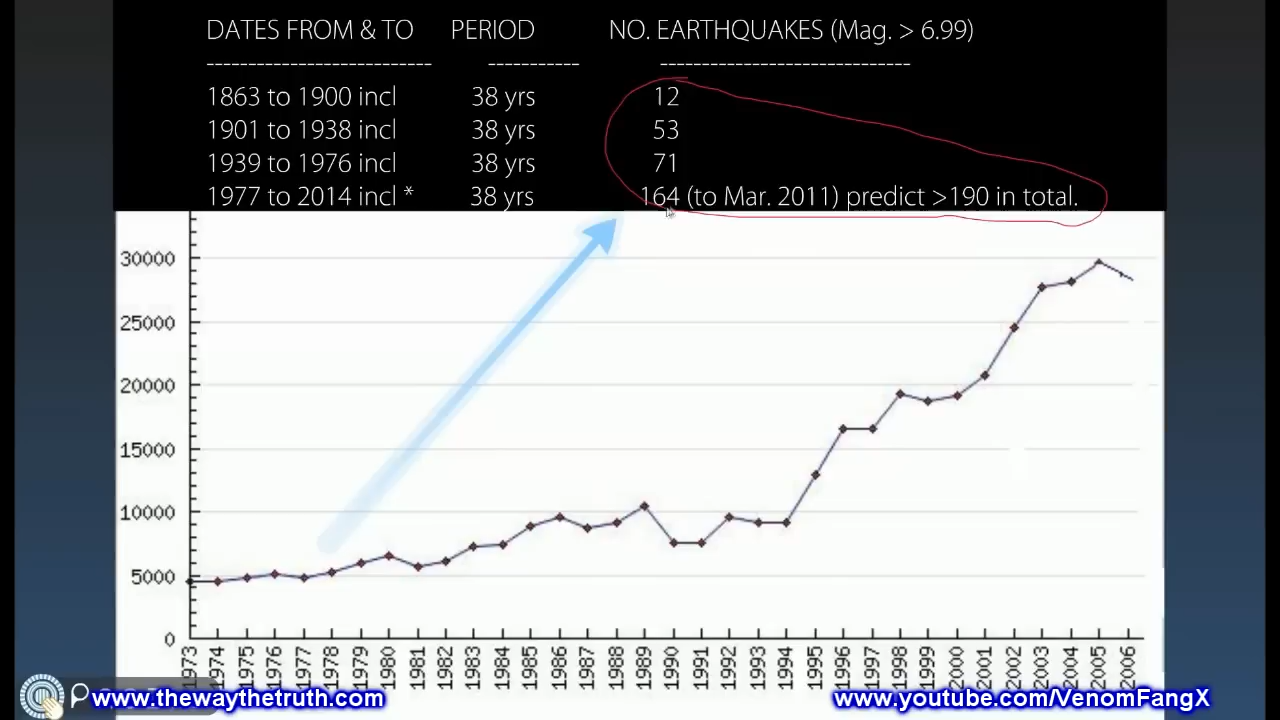 DATES FROM & TO PERIOD NO. EARTHQUAKES (Mag. > 6.99)
-------------------------- ----------- ------------------------------
1863 to 1900 incl 38 yrs 12
1901 to 1938 incl 38 yrs 53
1939 to 1976 incl 38 yrs 71
1977 to 2014 incl * 38 yrs 164 (to Mar. 2011) predict >190 in total.
30000
25000
20000
15000
10000
5000
0
1973 1974 1975 1976 1977 1978 1979 1980 1981 1982 1983 1984 1985 1986 1987 1988 1989 1990 1991 1992 1993 1994 1995 1996 1997 1998 1999 2000 2001 2002 2003 2004 2005 2006
www.thewaythetruth.com www.youtube.com/VenomFangX